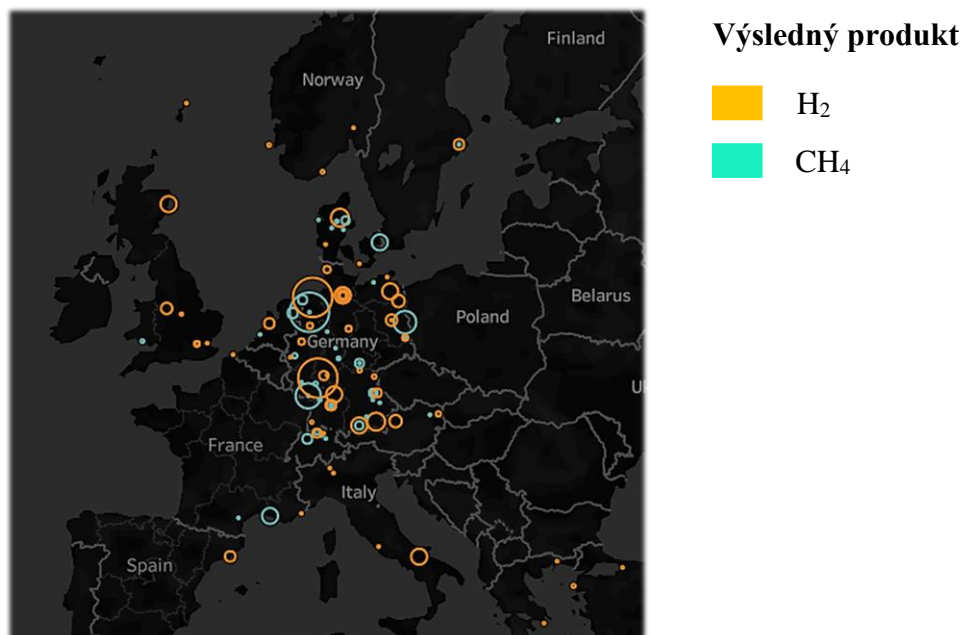 Finland
Norway
Belarus
Poland
Germany
U
France
Italy
Spain
Výsledný produkt
H₂
CH₄